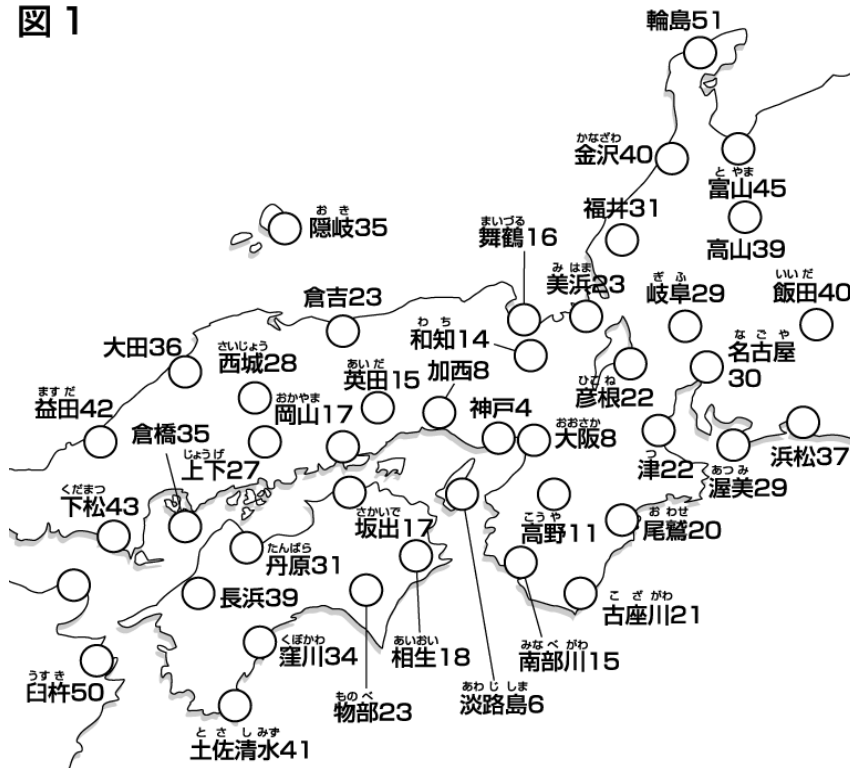 図1
輪島51
かなざわ
金沢40
とやま
富山45
おき
隠岐35
福井31
高山39
まいづる
舞鶴16
みはま
美浜23
ぎふ
岐阜29
いいだ
飯田40
倉吉23
わち
和知14
なごや
名古屋
30
大田36
さいじょう
西城28
あいだ
英田15
加西8
ひこね
彦根22
ますだ
益田42
おかやま
岡山17
神戸4
おおさか
大阪8
倉橋35
じょうげ
上下27
つ
津22
あつみ
渥美29
浜松37
くだまつ
下松43
さかいで
坂出17
こうや
高野11
おわせ
尾鷲20
たんばら
丹原31
長浜39
こざがわ
古座川21
くぼかわ
窪川34
あいおい
相生18
みなべがわ
南部川15
うすき
臼杵50
ものべ
物部23
あわじしま
淡路島6
とさしみず
土佐清水41